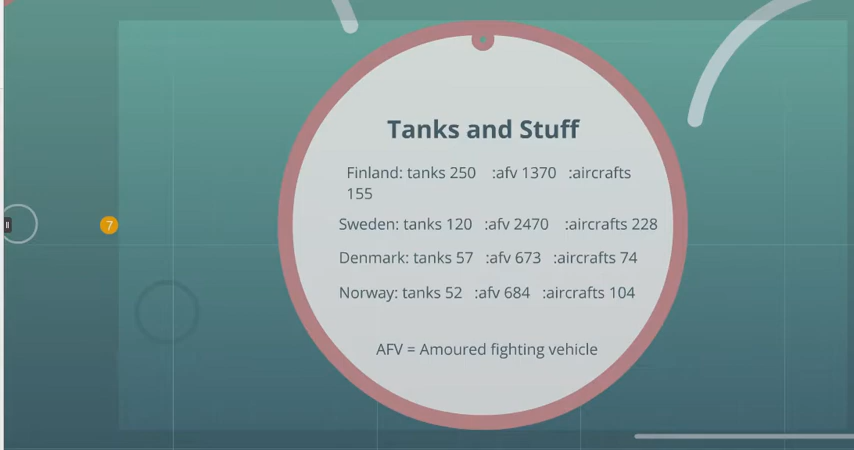 Tanks and Stuff
Finland: tanks 250 :afv 1370 :aircrafts
155
Sweden: tanks 120 :afv 2470 :aircrafts 228
7
Denmark: tanks 57 :afv 673 :aircrafts 74
Norway: tanks 52 :afv 684 :aircrafts 104
AFV = Amoured fighting vehicle